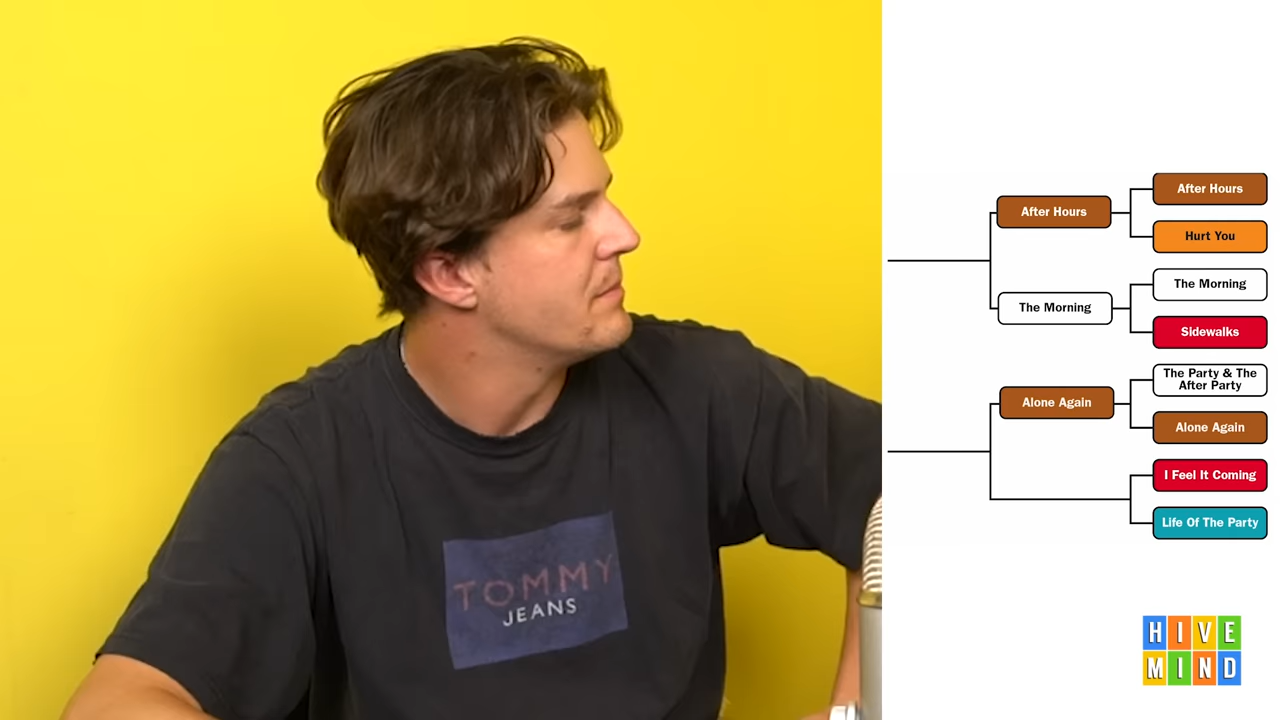 TOMMY
JEANS
After Hours
After Hours
Hurt You
The Morning
The Morning
Sidewalks
Alone Again
The Party & The
After Party
Alone Again
I Feel It Coming
Life Of The Party
HIVE
MIND